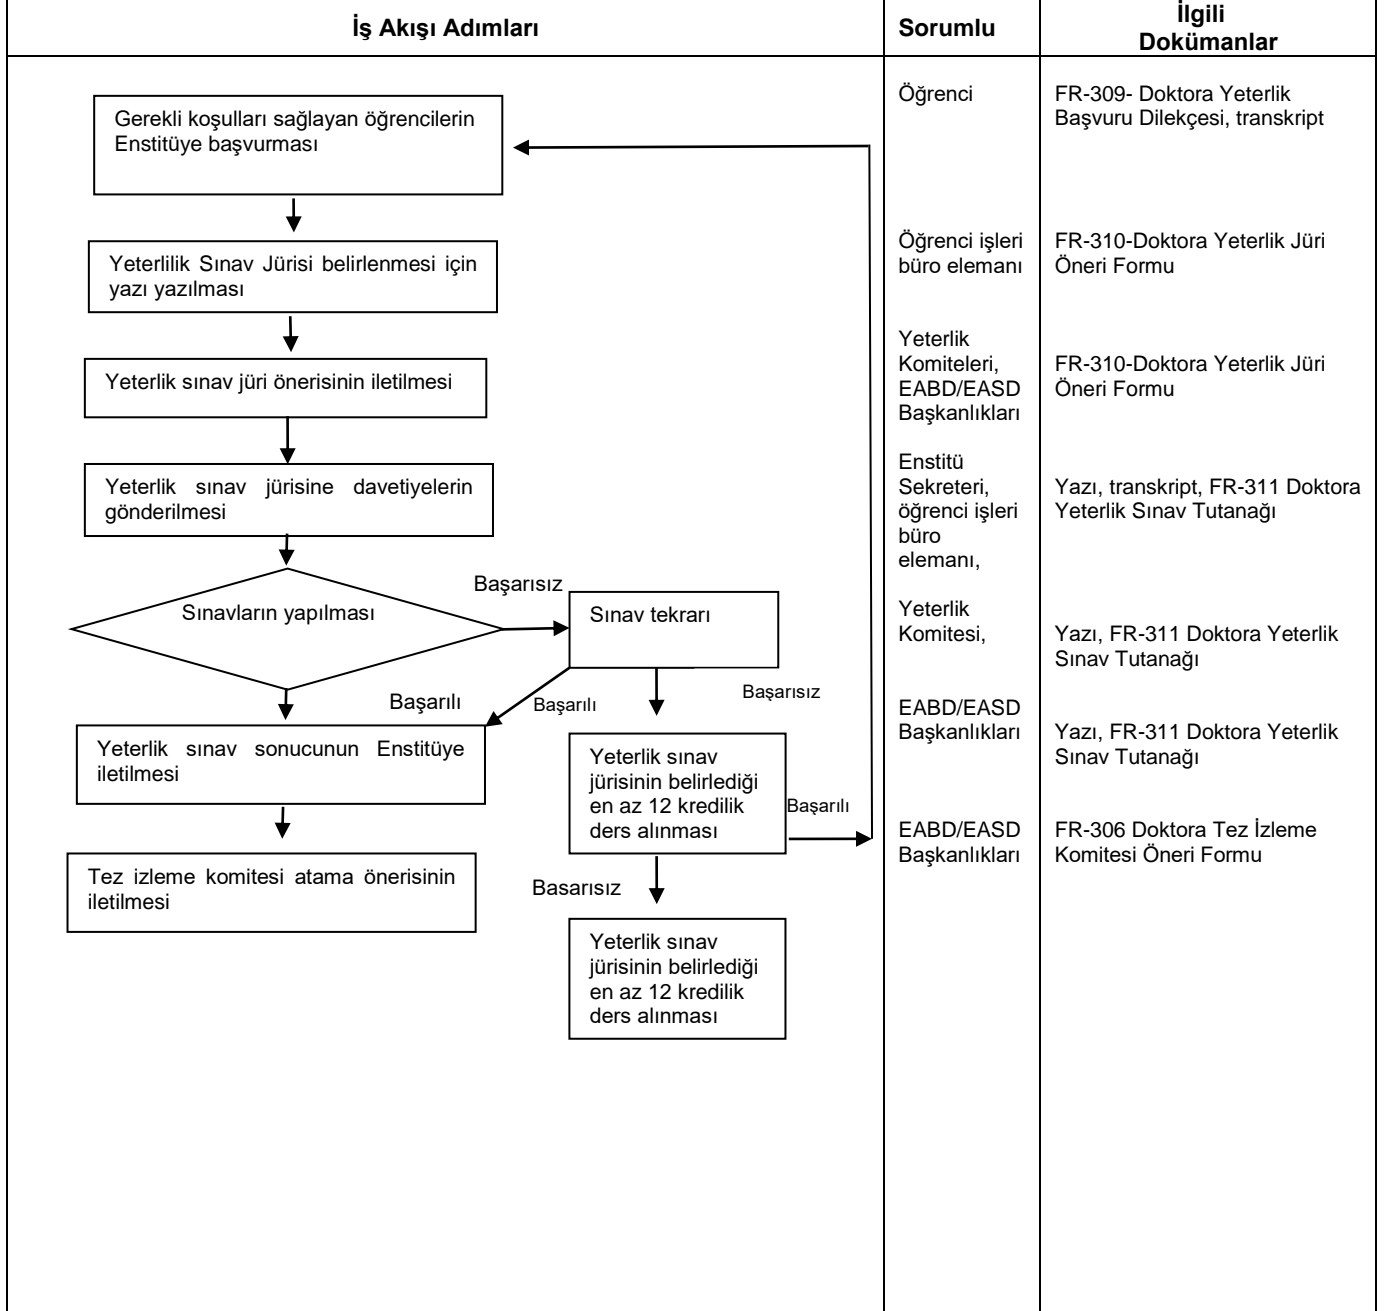 İş Akışı Adımları
Sorumlu
İlgili
Dokümanlar
Gerekli koşulları sağlayan öğrencilerin
Enstitüye başvurması
Öğrenci
FR-309- Doktora Yeterlik
Başvuru Dilekçesi, transkript
Yeterlilik Sınav Jürisi belirlenmesi için
yazı yazılması
Öğrenci işleri
büro elemanı
FR-310-Doktora Yeterlik Jüri
Öneri Formu
Yeterlik sınav jüri önerisinin iletilmesi
Yeterlik
Komiteleri,
EABD/EASD
Başkanlıkları
FR-310-Doktora Yeterlik Jüri
Öneri Formu
Yeterlik sınav jürisine davetiyelerin
gönderilmesi
Enstitü
Sekreteri,
öğrenci işleri
büro
elemanı,
Yazı, transkript, FR-311 Doktora
Yeterlik Sınav Tutanağı
Sınavların yapılması
Başarısız
Sınav tekrarı
Yeterlik
Komitesi,
Yazı, FR-311 Doktora Yeterlik
Sınav Tutanağı
Başarılı
Başarılı
Başarısız
Yeterlik sınav sonucunun Enstitüye
iletilmesi
EABD/EASD
Başkanlıkları
Yazı, FR-311 Doktora Yeterlik
Sınav Tutanağı
Yeterlik sınav
jürisinin belirlediği
en az 12 kredilik
ders alınması
Başarılı
Tez izleme komitesi atama önerisinin
iletilmesi
EABD/EASD
Başkanlıkları
FR-306 Doktora Tez İzleme
Komitesi Öneri Formu
Basarısız
Yeterlik sınav
jürisinin belirlediği
en az 12 kredilik
ders alınması